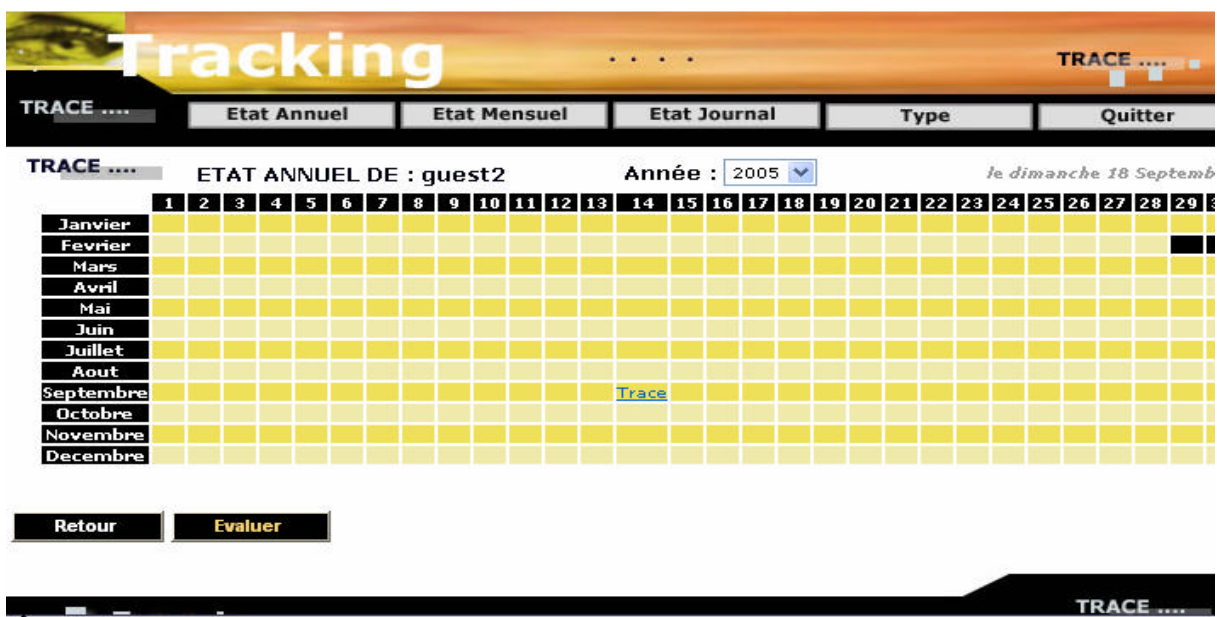 Tracking
. . . .
TRACE ....
TRACE ....
Etat Annuel
Etat Mensuel
Etat Journal
Type
Quitter
TRACE ....
ETAT ANNUEL DE : guest2
Année : 2005
le dimanche 18 Septemb
1 2 3 4 5 6 7 8 9 10 11 12 13 14 15 16 17 18 19 20 21 22 23 24 25 26 27 28 29
Janvier
Fevrier
Mars
Avril
Mai
Juin
Juillet
Aout
Septembre Trace
Octobre
Novembre
Decembre
Retour
Evaluer
TRACE ....